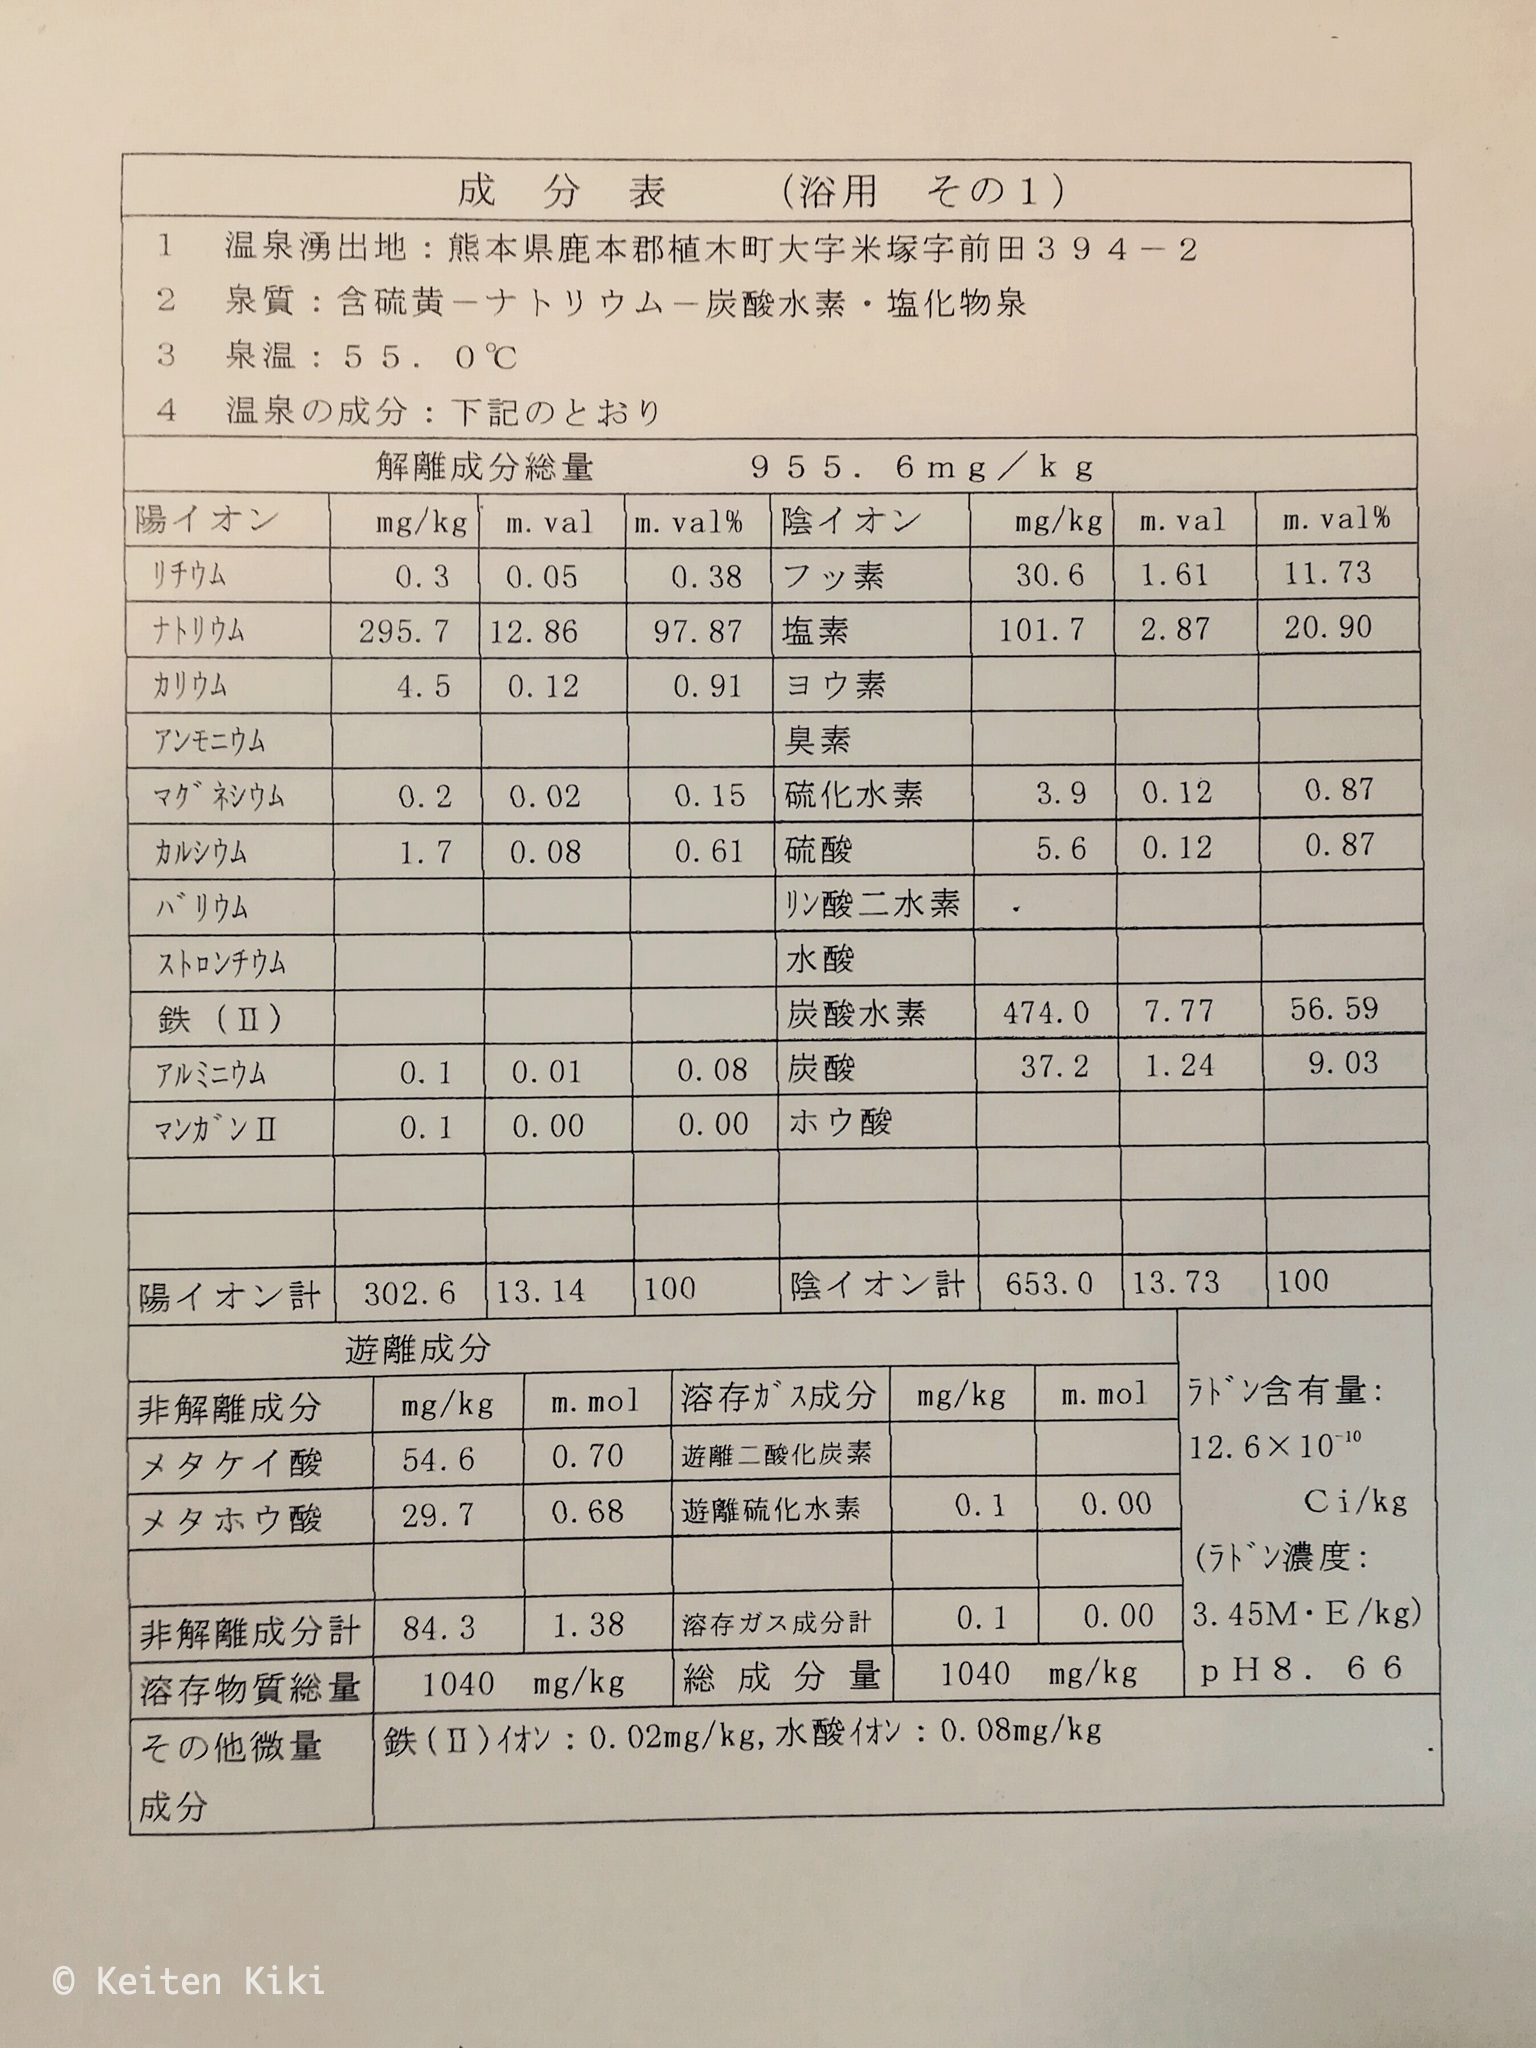 成分表 (浴用 その1)
1 温泉湧出地:熊本県鹿本郡植木町大字米塚字前田394-2
2 泉質:含硫黄-ナトリウム-炭酸水素・塩化物泉
3 泉温:55.0℃
4 温泉の成分:下記のとおり
解離成分総量 955.6mg/kg
陽イオン mg/kg m.val m.val% 陰イオン mg/kg m.val m.val%
リチウム 0.3 0.05 0.38 フッ素 30.6 1.61 11.73
ナトリウム 295.7 12.86 97.87 塩素 101.7 2.87 20.90
カリウム 4.5 0.12 0.91 ヨウ素
アンモニウム 臭素
マグネシウム 0.2 0.02 0.15 硫化水素 3.9 0.12 0.87
カルシウム 1.7 0.08 0.61 硫酸 5.6 0.12 0.87
バリウム リン酸二水素
ストロンチウム 水酸
鉄(Ⅱ) 炭酸水素 474.0 7.77 56.59
アルミニウム 0.1 0.01 0.08 炭酸 37.2 1.24 9.03
マンガンⅡ 0.1 0.00 0.00 ホウ酸
陽イオン計 302.6 13.14 100 陰イオン計 653.0 13.73 100
遊離成分
非解離成分 mg/kg m.mol 溶存ガス成分 mg/kg m.mol
メタケイ酸 54.6 0.70 遊離二酸化炭素
メタホウ酸 29.7 0.68 遊離硫化水素 0.1 0.00
非解離成分計 84.3 1.38 溶存ガス成分計 0.1 0.00
溶存物質総量 1040 mg/kg 総成分量 1040 mg/kg
ラドン含有量:
12.6×10⁻¹⁰
Ci/kg
(ラドン濃度:
3.45M・E/kg)
pH8.66
その他微量
成分
鉄(Ⅱ)イオン:0.02mg/kg,水酸イオン:0.08mg/kg
© Keiten Kiki